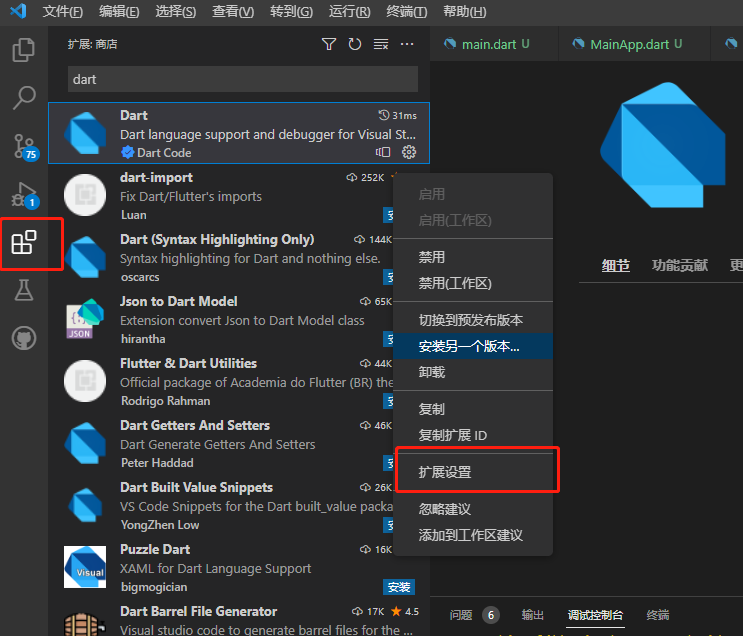 文件(F) 编辑(E) 选择(S) 查看(V) 转到(G) 运行(R) 终端(T) 帮助(H)
扩展: 商店
dart
Dart 31ms
Dart language support and debugger for Visual St...
Dart Code
dart-import 252K
Fix Dart/Flutter's imports
Luan
Dart (Syntax Highlighting Only) 144K
Syntax highlighting for Dart and nothing else.
oscarcs
Json to Dart Model 65K
Extension convert Json to Dart Model class
hirantha
Flutter & Dart Utilities 44K
Official package of Academia do Flutter (BR) the
Rodrigo Rahman
Dart Getters And Setters 46K
Dart Generate Getters And Setters
Peter Haddad
Dart Built Value Snippets 26K
VS Code Snippets for the Dart built_value packa
YongZhen Low
Puzzle Dart 16K
XAML for Dart Language Support
bigmogician 安装
Dart Barrel File Generator 17K 4.5
Visual studio code to generate barrel files for the ...
75
1
JSON
Visual
启用
启用(工作区)
禁用
禁用(工作区)
切换到预发布版本
安装另一个版本...
卸载
复制
复制扩展 ID
扩展设置
忽略建议
添加到工作区建议
main.dart U MainApp.dart U
细节 功能贡献 更
问题 6 输出 调试控制台 终端